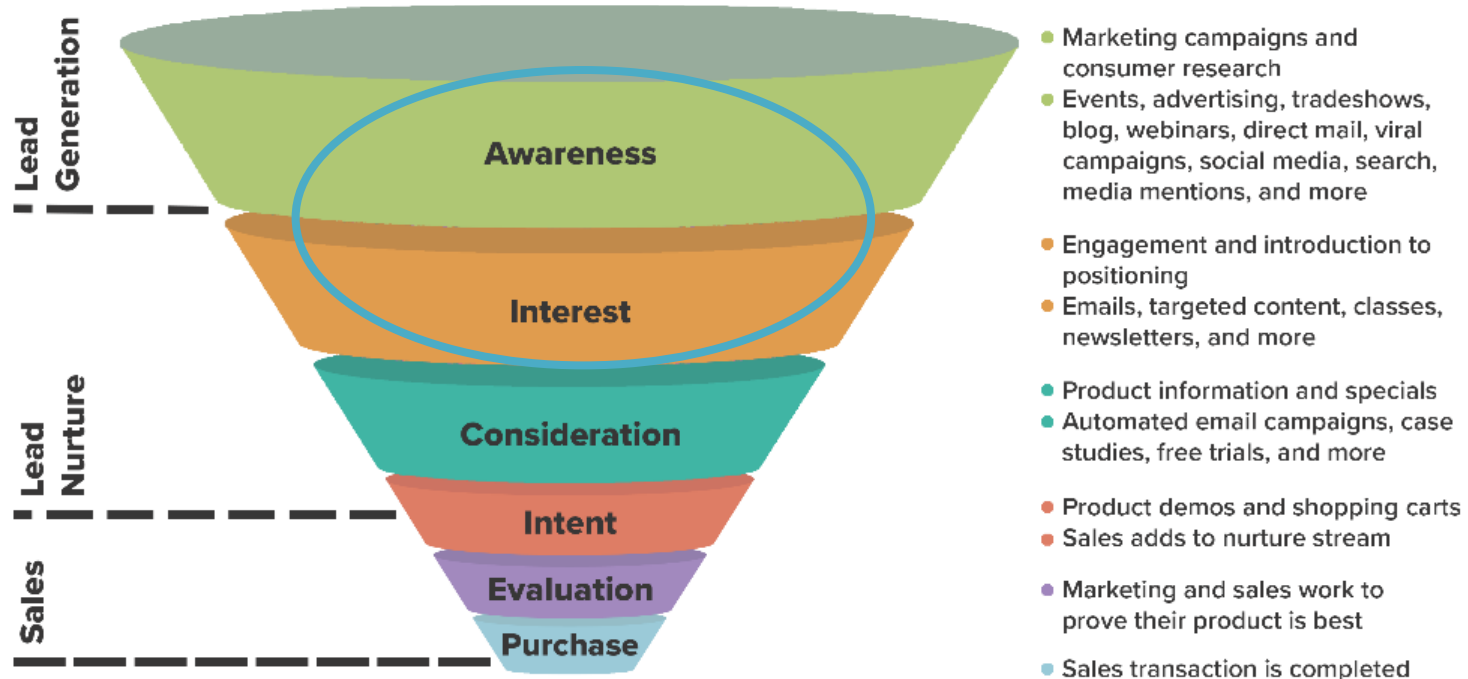 Lead
Generation
Lead
Nurture
Sales
Awareness
Interest
Consideration
Intent
Evaluation
Purchase
Marketing campaigns and
consumer research
Events, advertising, tradeshows,
blog, webinars, direct mail, viral
campaigns, social media, search,
media mentions, and more
Engagement and introduction to
positioning
Emails, targeted content, classes,
newsletters, and more
Product information and specials
Automated email campaigns, case
studies, free trials, and more
Product demos and shopping carts
Sales adds to nurture stream
Marketing and sales work to
prove their product is best
Sales transaction is completed